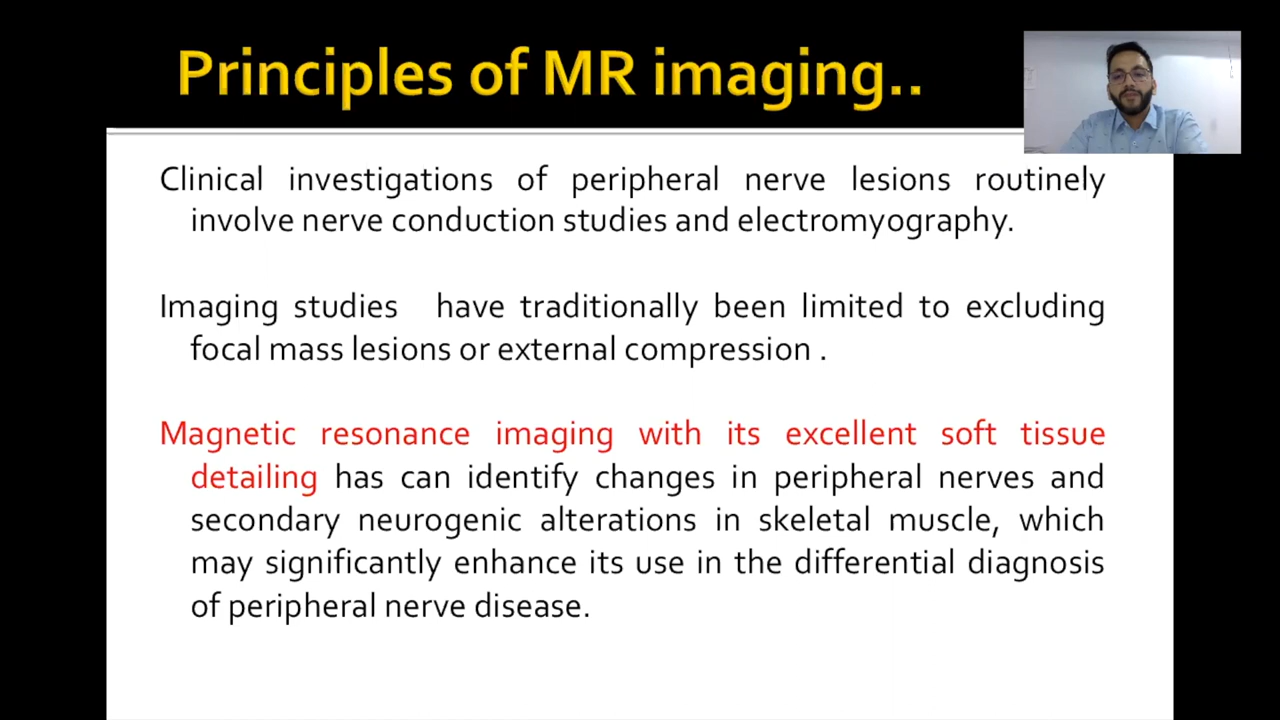 Principles of MR imaging..
Clinical investigations of peripheral nerve lesions routinely
involve nerve conduction studies and electromyography.
Imaging studies have traditionally been limited to excluding
focal mass lesions or external compression .
Magnetic resonance imaging with its excellent soft tissue
detailing has can identify changes in peripheral nerves and
secondary neurogenic alterations in skeletal muscle, which
may significantly enhance its use in the differential diagnosis
of peripheral nerve disease.